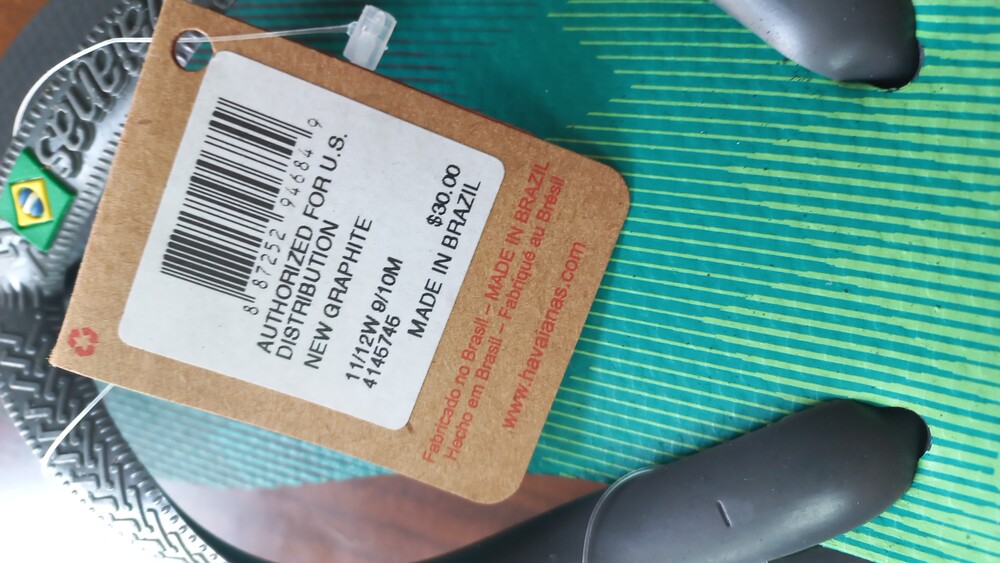 8 87252 94684 9
AUTHORIZED FOR U.S.
DISTRIBUTION
NEW GRAPHITE
11/12W 9/10M
4145746
$30.00
MADE IN BRAZIL
Fabricado no Brasil - MADE IN BRAZIL
Hecho em Brasil - Fabriqué au Brésil
www.havaianas.com